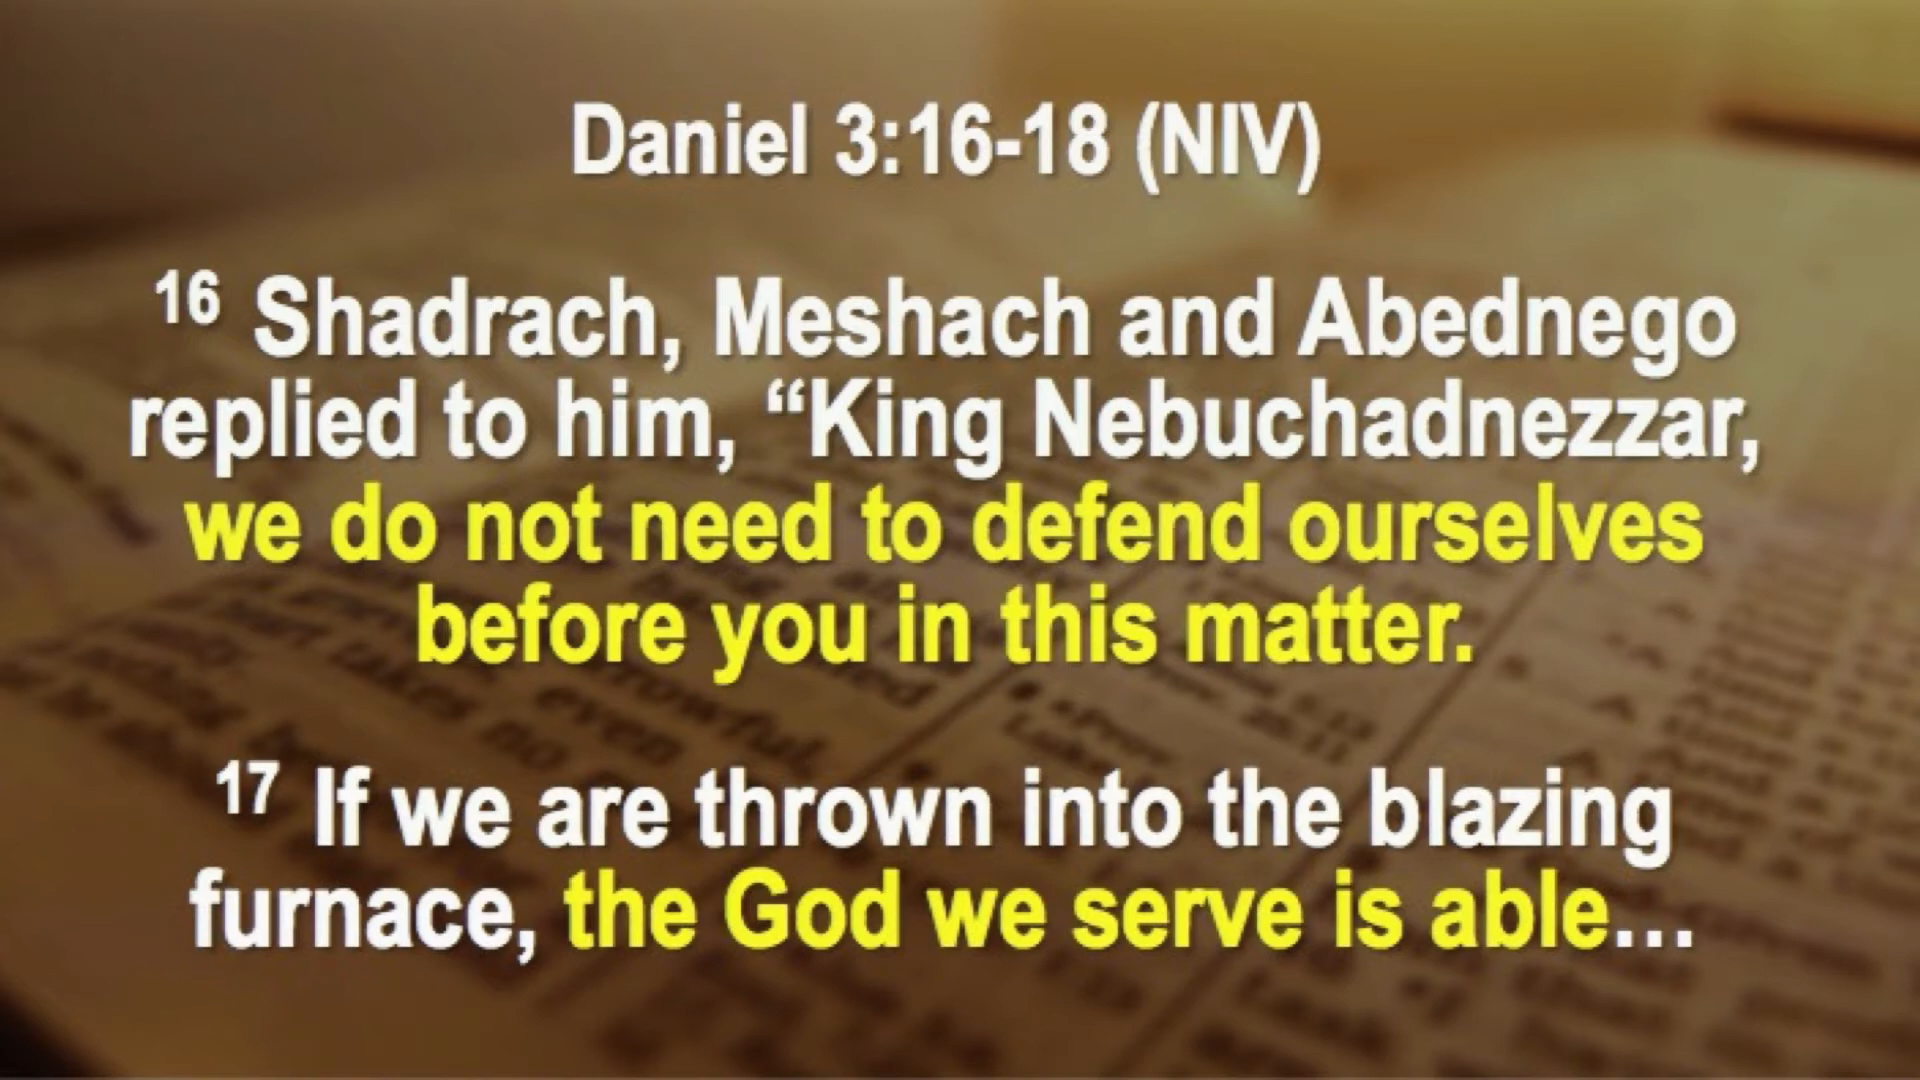 Daniel 3:16-18 (NIV)
16 Shadrach, Meshach and Abednego
replied to him, “King Nebuchadnezzar,
we do not need to defend ourselves
before you in this matter.
17 If we are thrown into the blazing
furnace, the God we serve is able…